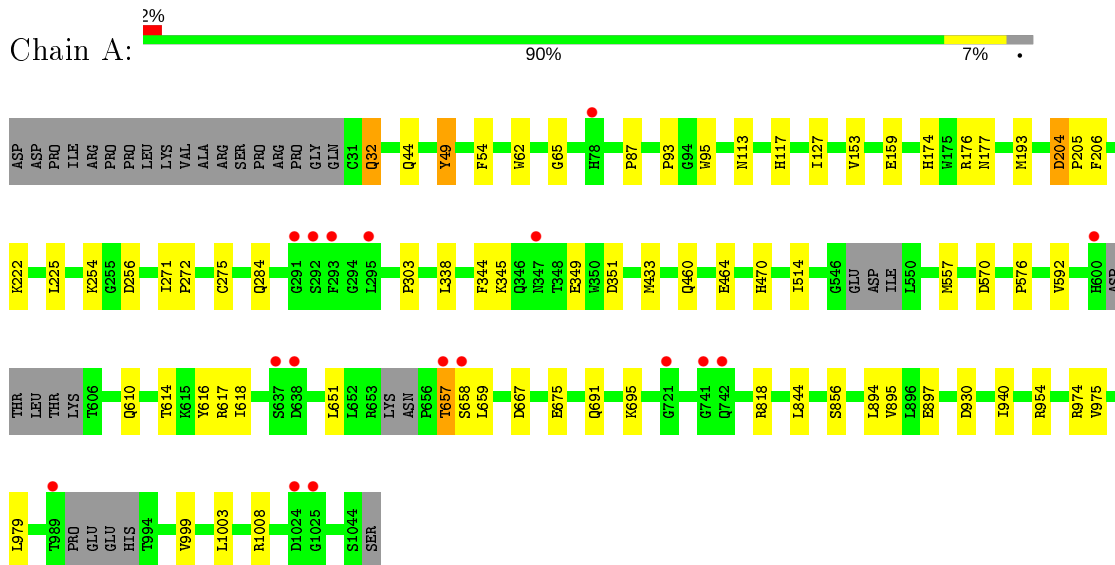 2%
Chain A:
90% 7% •
ASP ASP PRO ILE ARG PRO PRO LEU LYS VAL ALA ARG SER PRO ARG PRO GLY GLN C31 Q32 Q44 Y49 F54 W62 G65 H78 P87 P93 G94 W95 N113 H117 I127 V153 E159 H174 W175 R176 N177 M193 D204 P205 F206
K222 L225 K254 G255 D256 I271 P272 C275 Q284 G291 S292 F293 G294 L295 P303 L338 F344 K345 Q346 N347 T348 E349 W350 D351 M433 Q460 E464 H470 I514 G546 GLU ASP ILE L550 M557 D570 P576 V592 H600 ASP
THR LEU THR LYS T606 Q610 T614 K615 Y616 R617 I618 S637 D638 L651 L652 R653 LYS ASN P656 T657 S658 L659 D667 E675 Q691 K695 G721 G741 Q742 R818 L844 S856 L894 V895 L896 E897 D930 I940 R954 R974 V975
L979 T989 PRO GLU GLU HIS T994 V999 L1003 R1008 D1024 G1025 S1044 SER